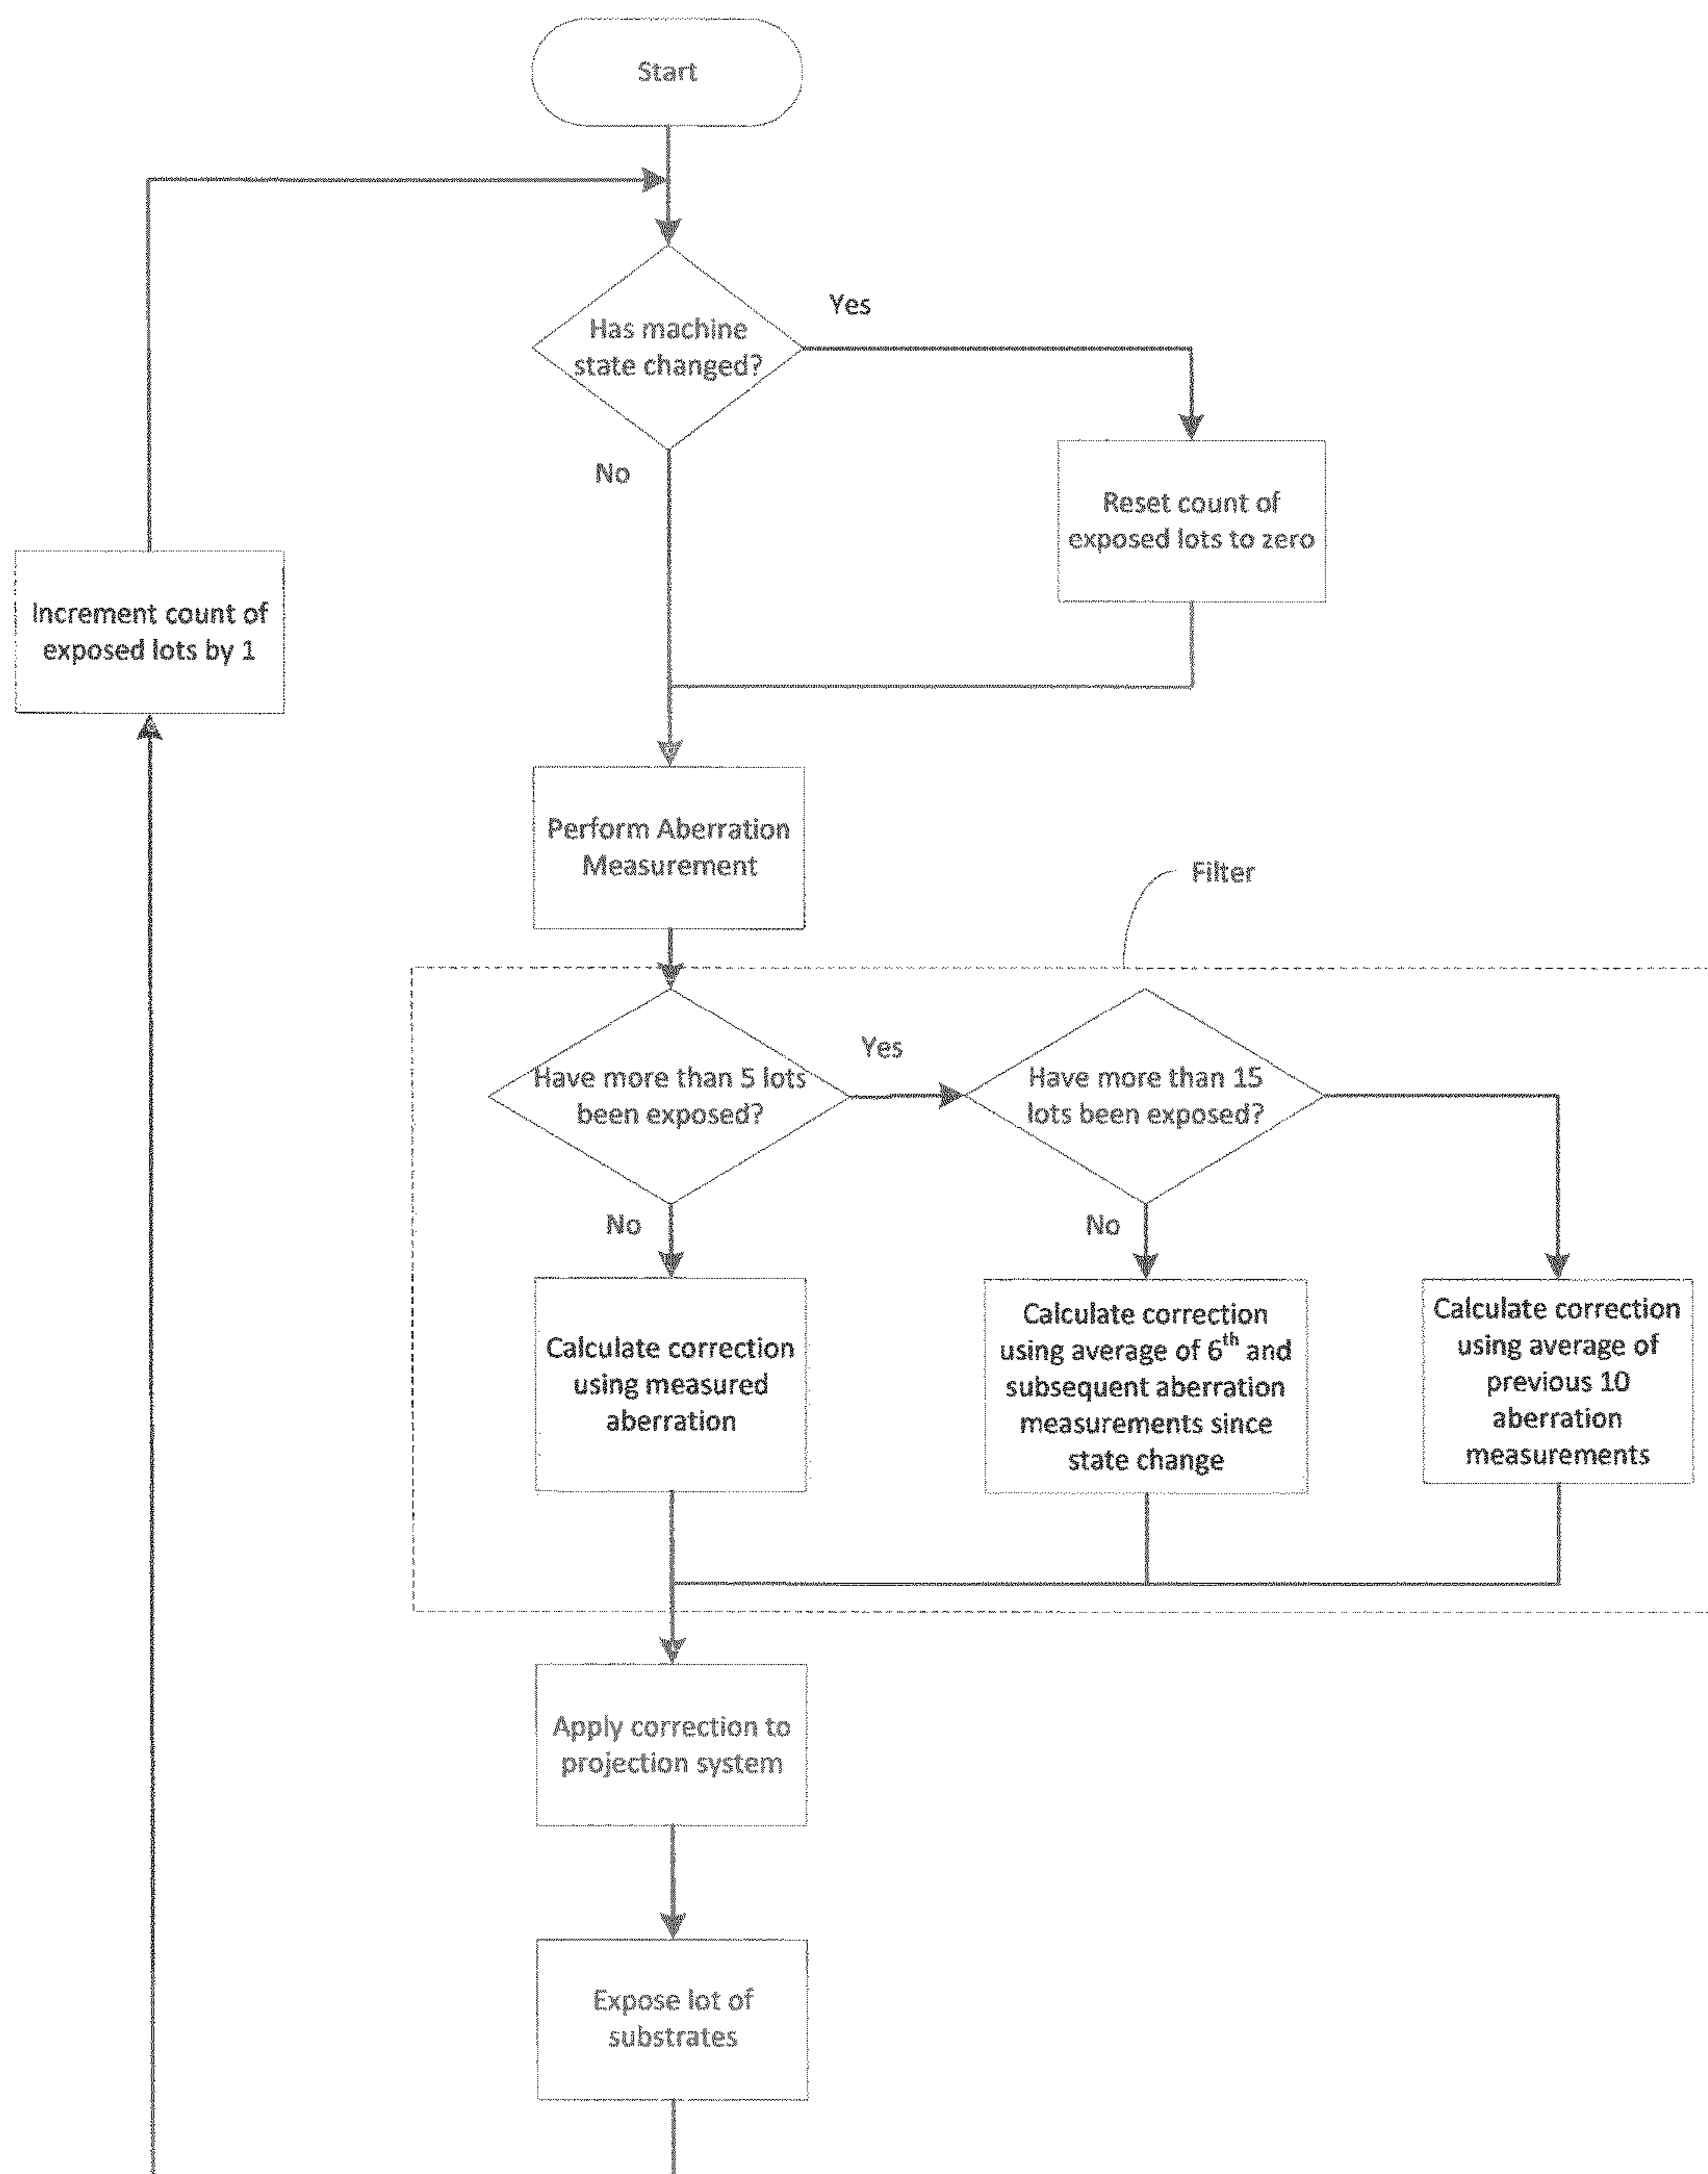 Start
Yes
Has machine
state changed?
No
Reset count of
exposed lots to zero
Increment count of
exposed lots by 1
Perform Aberration
Measurement
Filter
Have more than 5 lots
been exposed?
Yes
Have more than 15
lots been exposed?
No
No
Calculate correction
using measured
aberration
Calculate correction
using average of 6th and
subsequent aberration
measurements since
state change
Calculate correction
using average of
previous 10
aberration
measurements
Apply correction to
projection system
Expose lot of
substrates